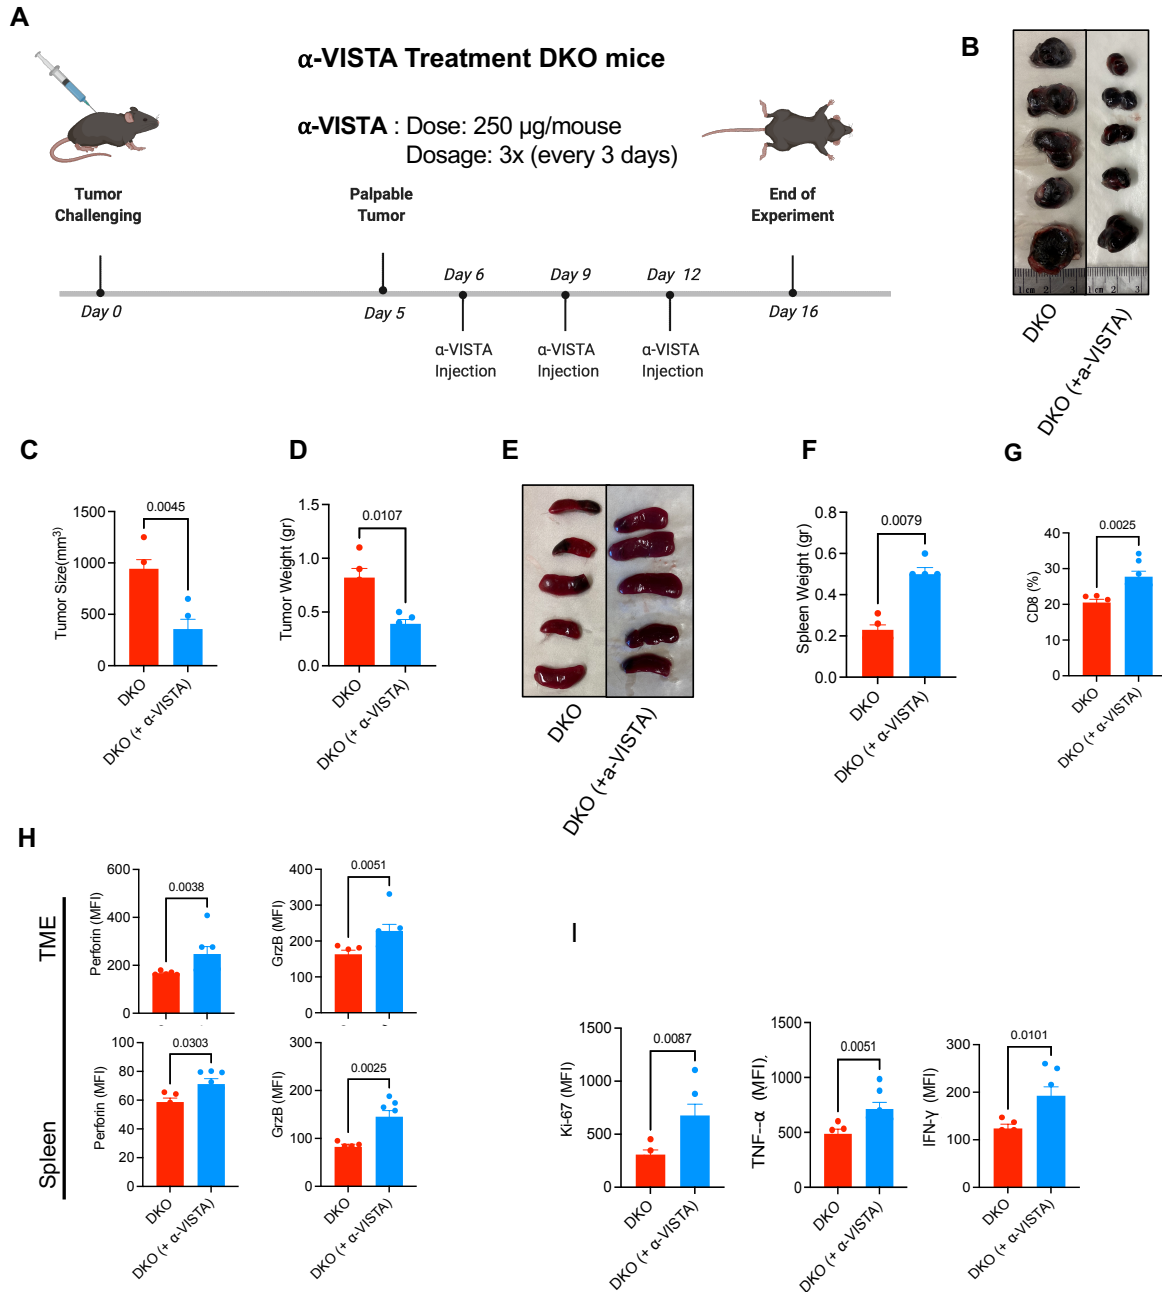 A
α-VISTA Treatment DKO mice
α-VISTA : Dose: 250 µg/mouse
Dosage: 3x (every 3 days)
Tumor
Challenging
Palpable
Tumor
End of
Experiment
Day 6
Day 9
Day 12
Day 0
Day 5
Day 16
α-VISTA
Injection
α-VISTA
Injection
α-VISTA
Injection
B
1 cm 2 3
1 cm 2 3
DKO
DKO (+a-VISTA)
C
Tumor Size(mm³)
1500
1000
500
0
0.0045
DKO
DKO (+ α-VISTA)
D
Tumor Weight (gr)
1.5
1.0
0.5
0.0
0.0107
DKO
DKO (+ α-VISTA)
E
DKO
DKO (+a-VISTA)
F
Spleen Weight (gr)
0.8
0.6
0.4
0.2
0.0
0.0079
DKO
DKO (+ α-VISTA)
G
CD8 (%)
40
30
20
10
0
0.0025
DKO
DKO (+ α-VISTA)
H
TME
Perforin (MFI)
600
400
200
0
0.0038
GrzB (MFI)
400
300
200
100
0
0.0051
Spleen
Perforin (MFI)
100
80
60
40
20
0
0.0303
DKO
DKO (+ α-VISTA)
GrzB (MFI)
300
200
100
0
0.0025
DKO
DKO (+ α-VISTA)
I
Ki-67 (MFI)
1500
1000
500
0
0.0087
DKO
DKO (+ α-VISTA)
TNF--α (MFI).
1500
1000
500
0
0.0051
DKO
DKO (+ α-VISTA)
IFN-γ (MFI)
300
200
100
0
0.0101
DKO
DKO (+ α-VISTA)